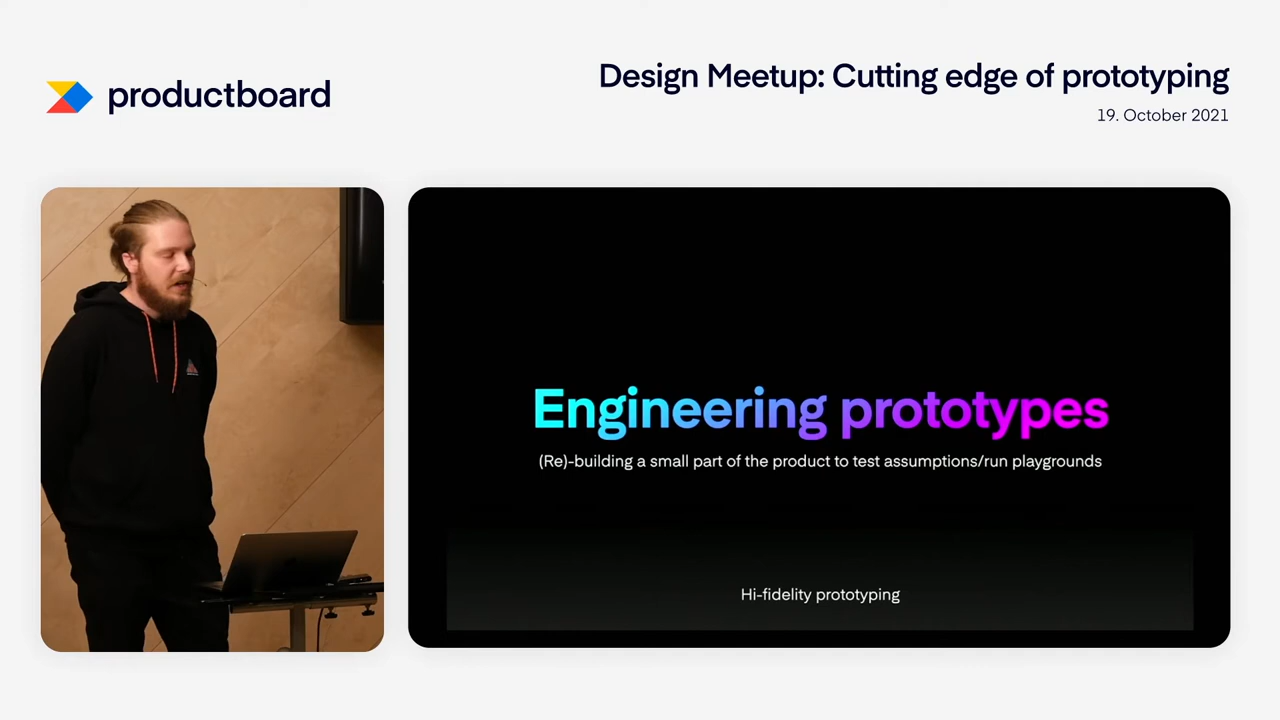 productboard
Design Meetup: Cutting edge of prototyping
19. October 2021
Engineering prototypes
(Re)-building a small part of the product to test assumptions/run playgrounds
Hi-fidelity prototyping